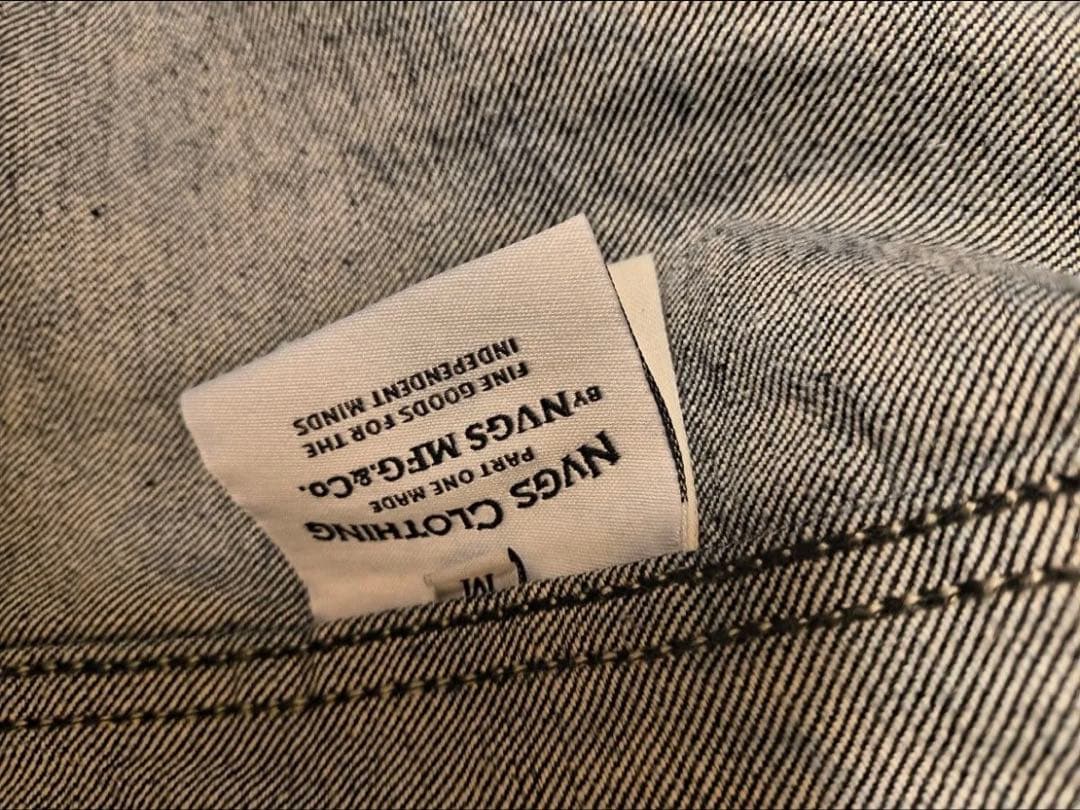 M
NVGS CLOTHING
PART ONE MADE
BY NVGS MFG.&Co.
FINE GOODS FOR THE
INDEPENDENT MINDS